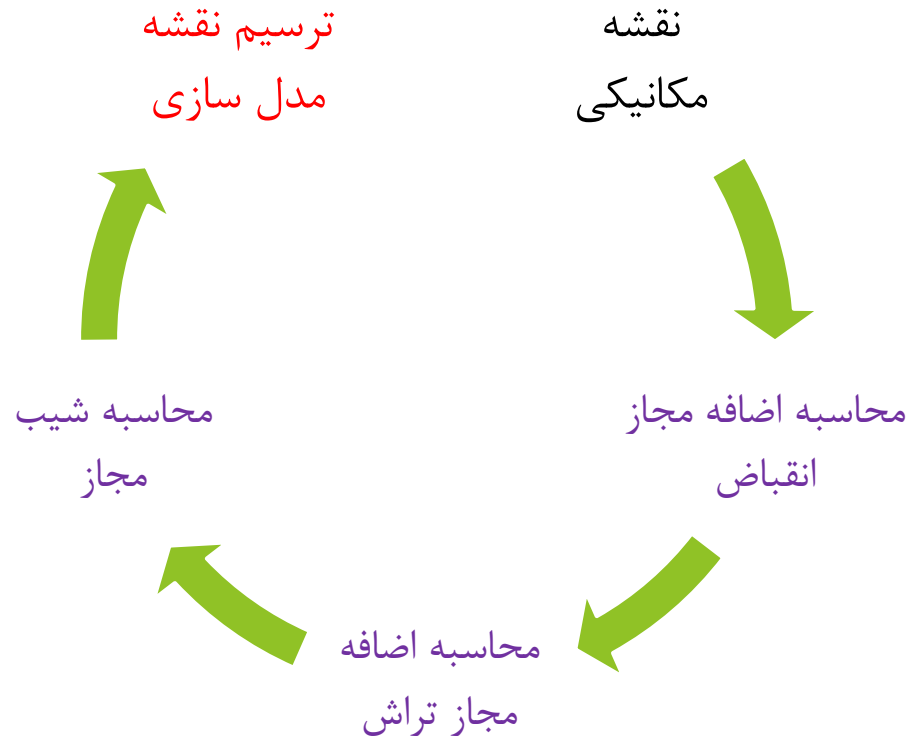 نقشه
مکانیکی
محاسبه اضافه مجاز
انقباض
محاسبه اضافه
مجاز تراش
محاسبه شیب
مجاز
ترسیم نقشه
مدل سازی